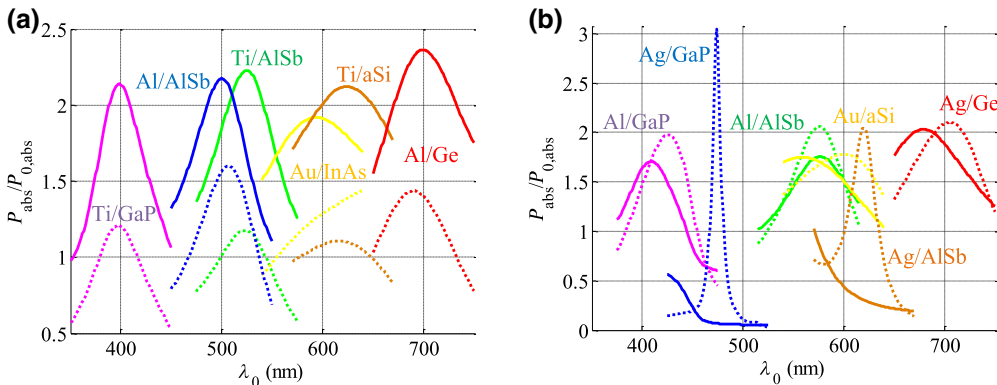 (a)
2.5
2
1.5
1
0.5
P_abs/P_0,abs
Al/AlSb
Ti/AlSb
Ti/aSi
Ti/GaP
Au/InAs
Al/Ge
400
500
600
700
λ_0 (nm)
(b)
3
2.5
2
1.5
1
0.5
0
P_abs/P_0,abs
Ag/GaP
Al/GaP
Al/AlSb
Au/aSi
Ag/Ge
Ag/AlSb
400
500
600
700
λ_0 (nm)